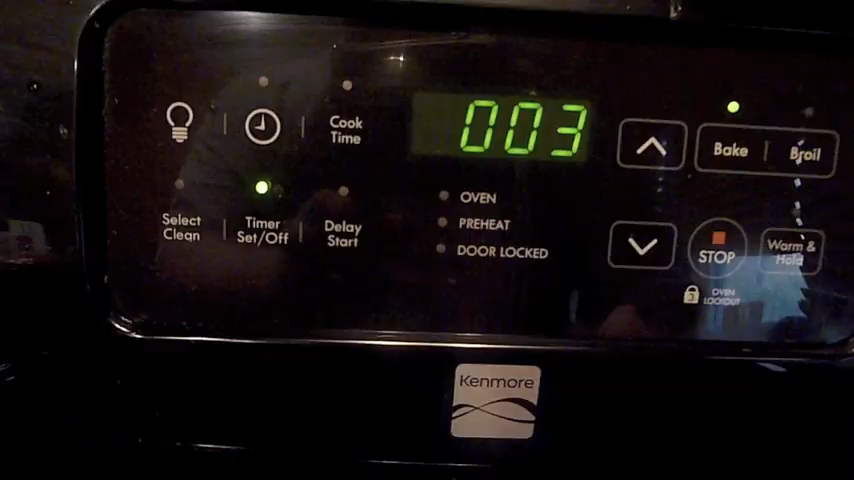 003
Cook
Time
Bake
Broil
Select
Clean
Timer
Set/Off
Delay
Start
OVEN
PREHEAT
DOOR LOCKED
STOP
Warm &
Hold
3
OVEN
LOCKOUT
Kenmore